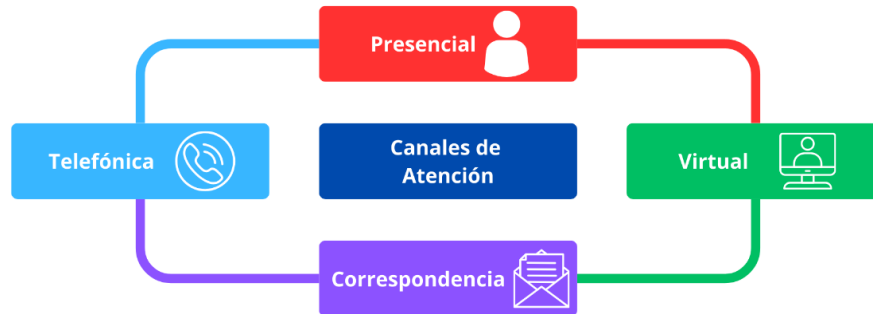 Presencial
Telefónica
Canales de
Atención
Virtual
Correspondencia